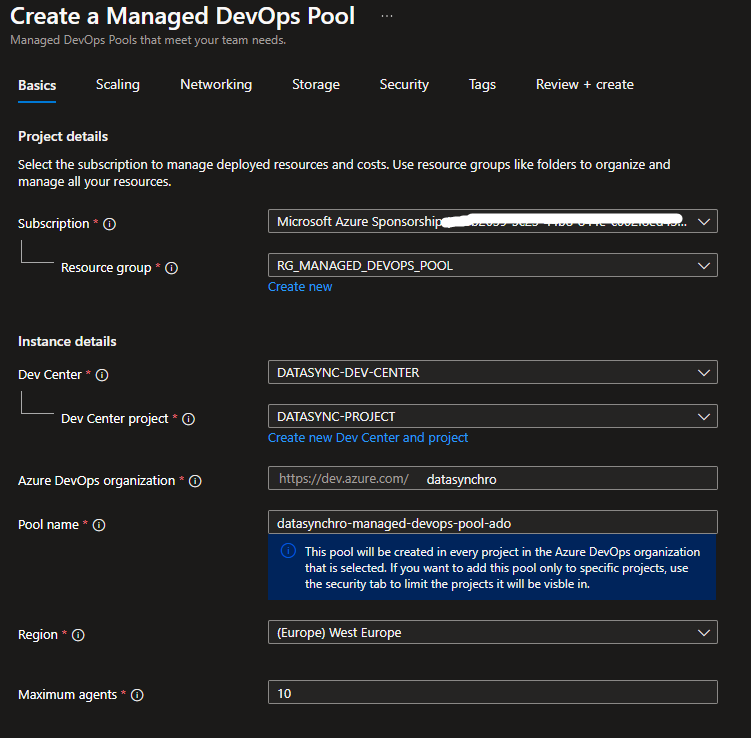 Create a Managed DevOps Pool ...
Managed DevOps Pools that meet your team needs.
Basics Scaling Networking Storage Security Tags Review + create
Project details
Select the subscription to manage deployed resources and costs. Use resource groups like folders to organize and
manage all your resources.
Subscription *
Microsoft Azure Sponsorship
Resource group *
RG_MANAGED_DEVOPS_POOL
Create new
Instance details
Dev Center *
DATASYNC-DEV-CENTER
Dev Center project *
DATASYNC-PROJECT
Create new Dev Center and project
Azure DevOps organization *
https://dev.azure.com/ datasynchro
Pool name *
datasynchro-managed-devops-pool-ado
This pool will be created in every project in the Azure DevOps organization
that is selected. If you want to add this pool only to specific projects, use
the security tab to limit the projects it will be visble in.
Region *
(Europe) West Europe
Maximum agents *
10